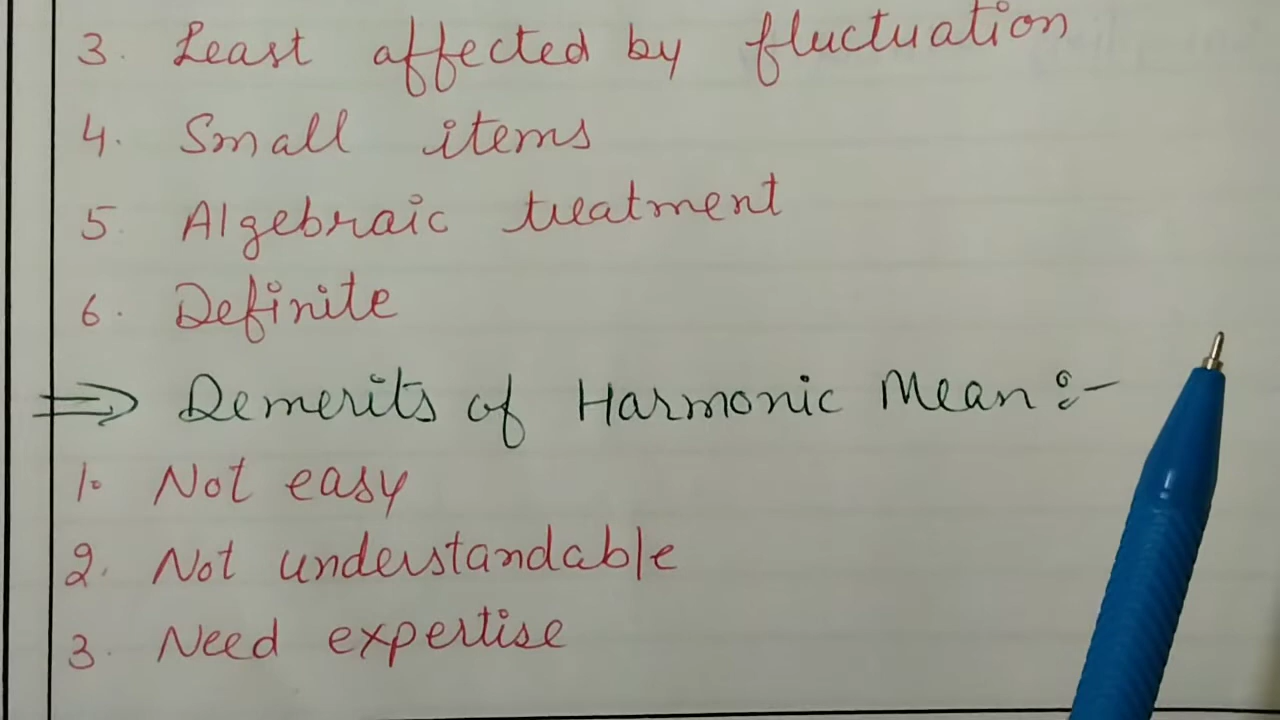 3. Least affected by fluctuation
4. Small items
5. Algebraic treatment
6. Definite
⇒ Demerits of Harmonic Mean :-
1. Not easy
2. Not understandable
3. Need expertise